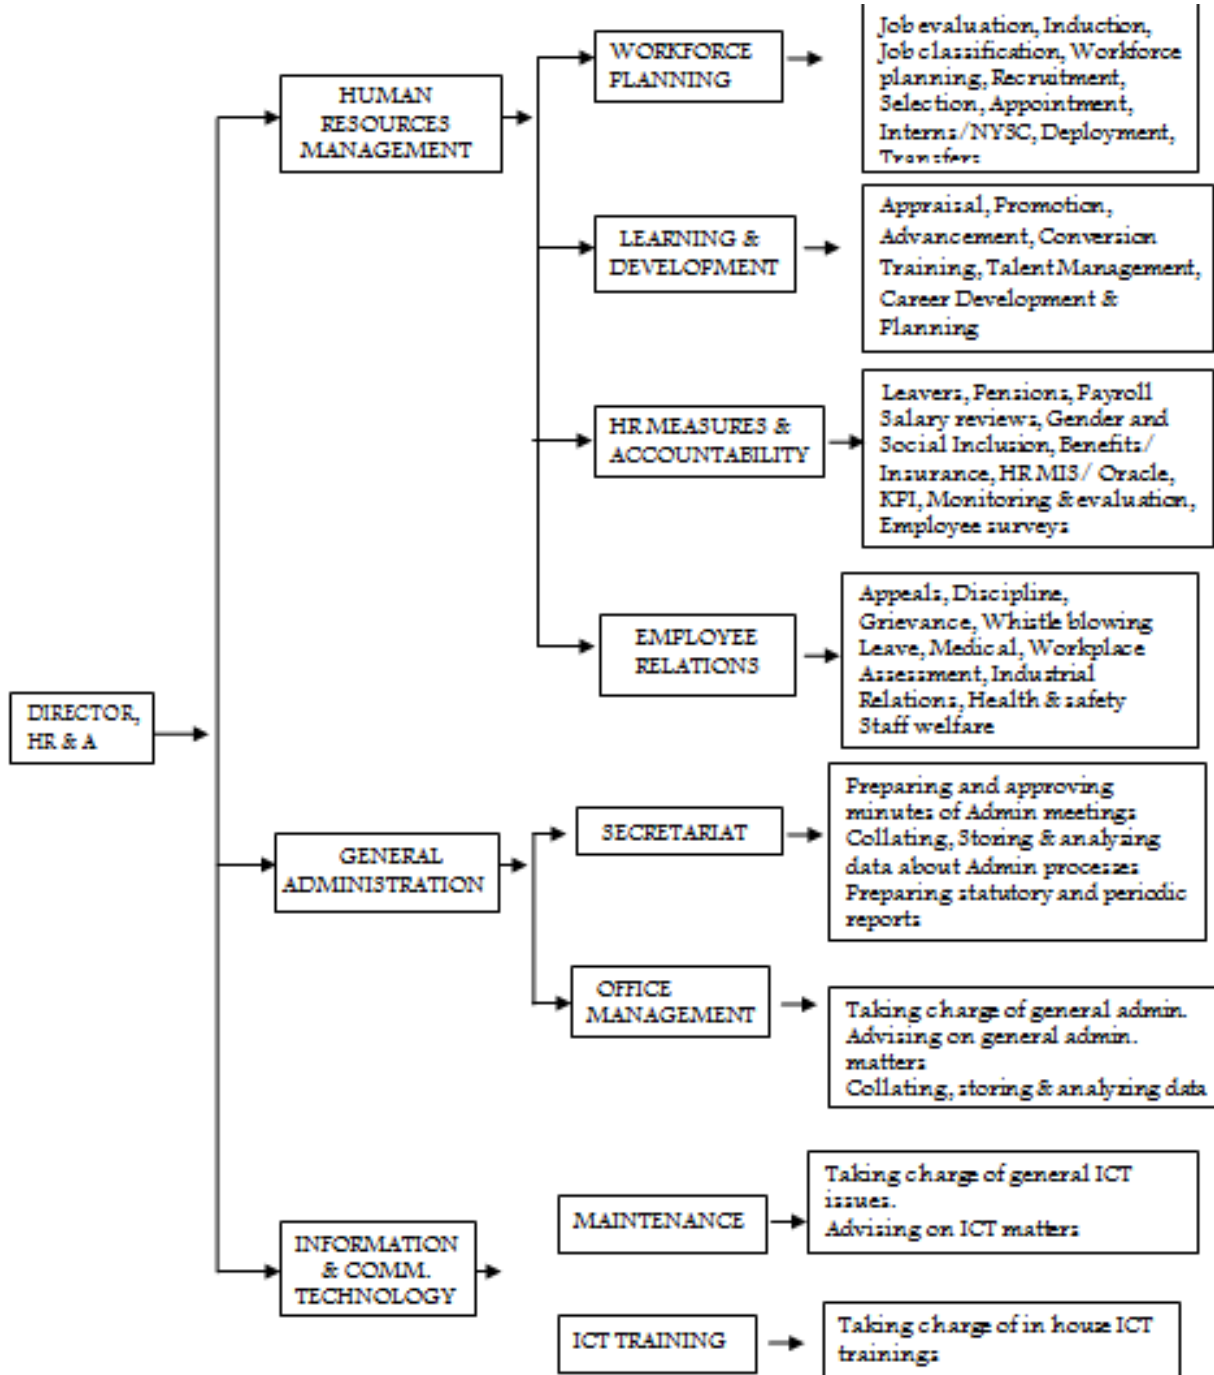 DIRECTOR,
HR & A
HUMAN
RESOURCES
MANAGEMENT
WORKFORCE
PLANNING
Job evaluation, Induction,
Job classification, Workforce
planning, Recruitment,
Selection, Appointment,
Interns/NYSC, Deployment,
Transfers
LEARNING &
DEVELOPMENT
Appraisal, Promotion,
Advancement, Conversion
Training, Talent Management,
Career Development &
Planning
HR MEASURES &
ACCOUNTABILITY
Leavers, Pensions, Payroll
Salary reviews, Gender and
Social Inclusion, Benefits/
Insurance, HR MIS/ Oracle,
KPI, Monitoring & evaluation,
Employee surveys
EMPLOYEE
RELATIONS
Appeals, Discipline,
Grievance, Whistle blowing
Leave, Medical, Workplace
Assessment, Industrial
Relations, Health & safety
Staff welfare
GENERAL
ADMINISTRATION
SECRETARIAT
Preparing and approving
minutes of Admin meetings
Collating, Storing & analyzing
data about Admin processes
Preparing statutory and periodic
reports
OFFICE
MANAGEMENT
Taking charge of general admin.
Advising on general admin.
matters
Collating, storing & analyzing data
INFORMATION
& COMM.
TECHNOLOGY
MAINTENANCE
Taking charge of general ICT
issues.
Advising on ICT matters
ICT TRAINING
Taking charge of in house ICT
trainings